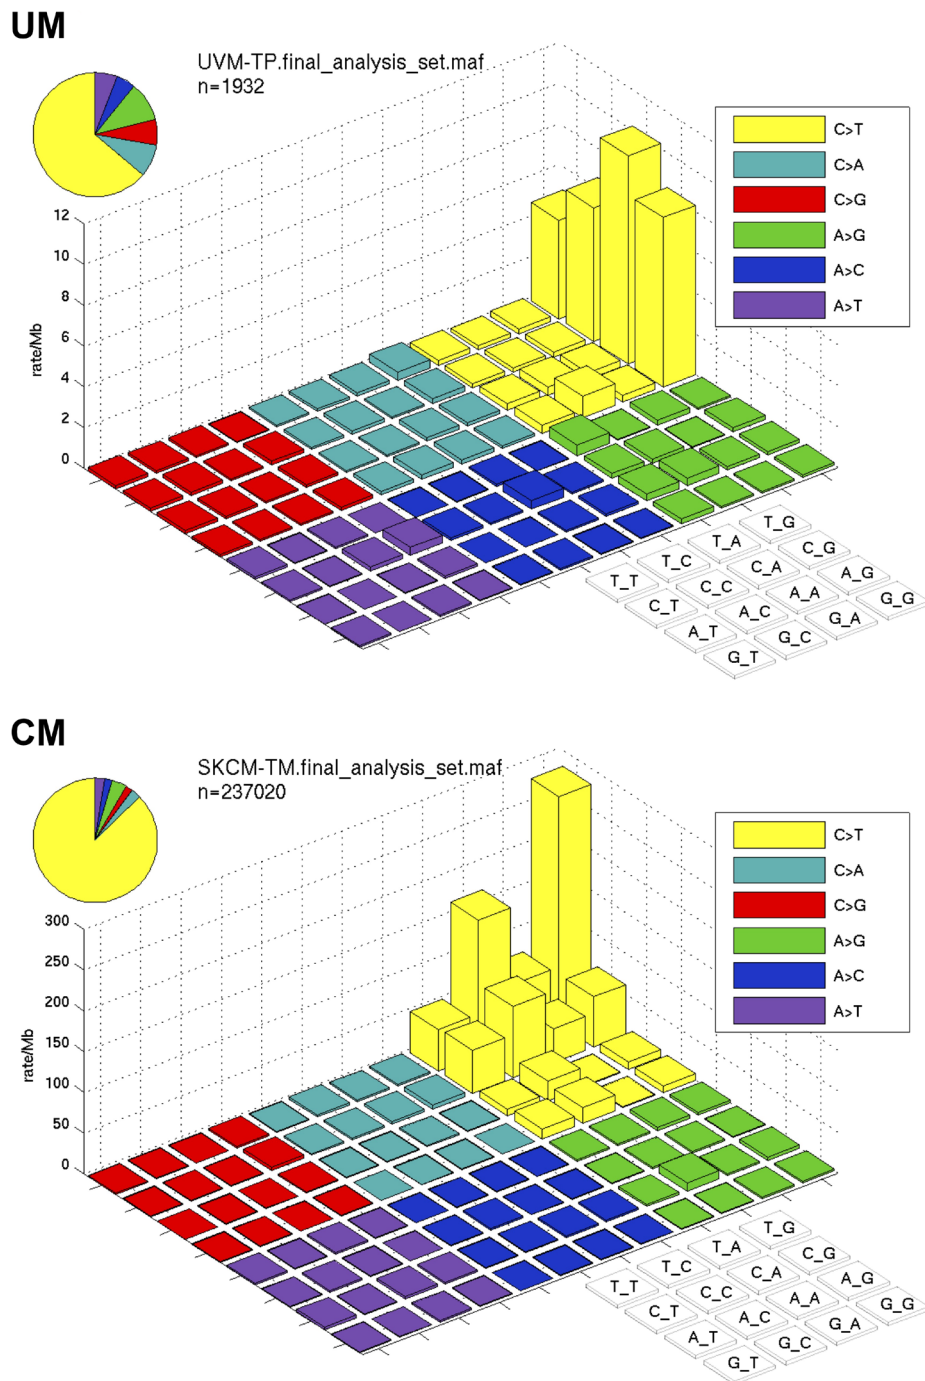 UM
UVM-TP.final_analysis_set.maf
n=1932
C>T
C>A
C>G
A>G
A>C
A>T
12
10
8
6
4
2
0
rate/Mb
T_G
T_A
C_G
T_C
C_A
A_G
T_T
C_C
A_A
G_G
C_T
A_C
G_A
A_T
G_C
G_T
CM
SKCM-TM.final_analysis_set.maf
n=237020
C>T
C>A
C>G
A>G
A>C
A>T
300
250
200
150
100
50
0
rate/Mb
T_G
T_A
C_G
T_C
C_A
A_G
T_T
C_C
A_A
G_G
C_T
A_C
G_A
A_T
G_C
G_T